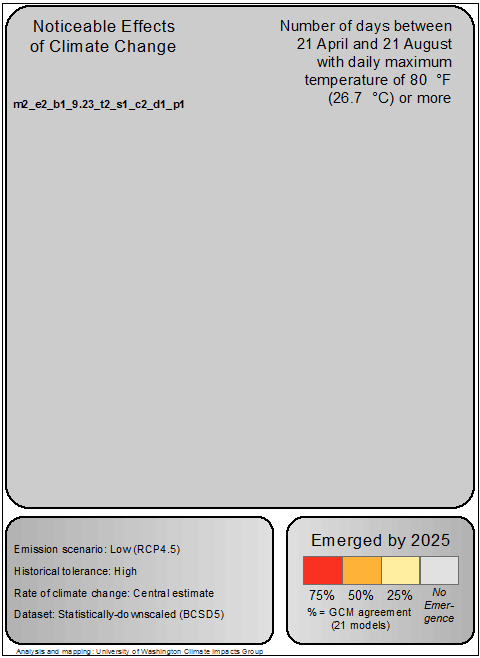 Noticeable Effects
of Climate Change
Number of days between
21 April and 21 August
with daily maximum
temperature of 80 °F
(26.7 °C) or more
m2_e2_b1_9.23_t2_s1_c2_d1_p1
Emission scenario: Low (RCP4.5)
Historical tolerance: High
Rate of climate change: Central estimate
Dataset: Statistically-downscaled (BCSD5)
Emerged by 2025
75% 50% 25% No
Emer-
gence
% = GCM agreement
(21 models)
Analysis and mapping: University of Washington Climate Impacts Group